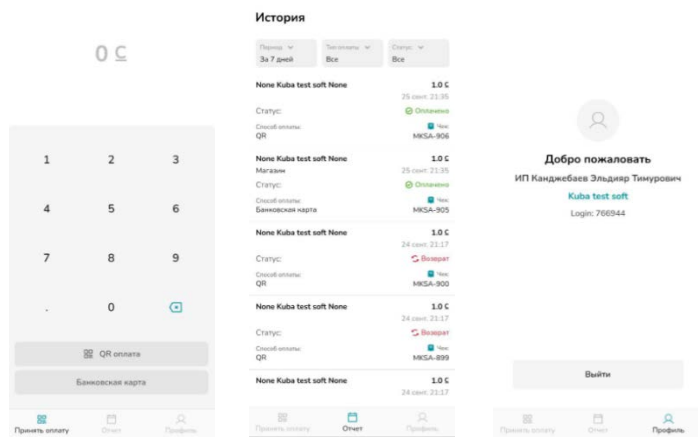 0 С
1 2 3
4 5 6
7 8 9
. 0
QR оплата
Банковская карта
Принять оплату Отчет Профиль
История
Период Тип оплаты Статус
За 7 дней Все Все
None Kuba test soft None 1.0 С
25 сент. 21:35
Статус: Оплачено
Способ оплаты: Чек:
QR MKSA-906
None Kuba test soft None 1.0 С
Магазин 25 сент. 21:35
Статус: Оплачено
Способ оплаты: Чек:
Банковская карта MKSA-905
None Kuba test soft None 1.0 С
24 сент. 21:17
Статус: Возврат
Способ оплаты: Чек:
QR MKSA-900
None Kuba test soft None 1.0 С
24 сент. 21:17
Статус: Возврат
Способ оплаты: Чек:
QR MKSA-899
None Kuba test soft None 1.0 С
24 сент. 21:17
Принять оплату Отчет Профиль
Добро пожаловать
ИП Канджебаев Эльдияр Тимурович
Kuba test soft
Login: 766944
Выйти
Принять оплату Отчет Профиль